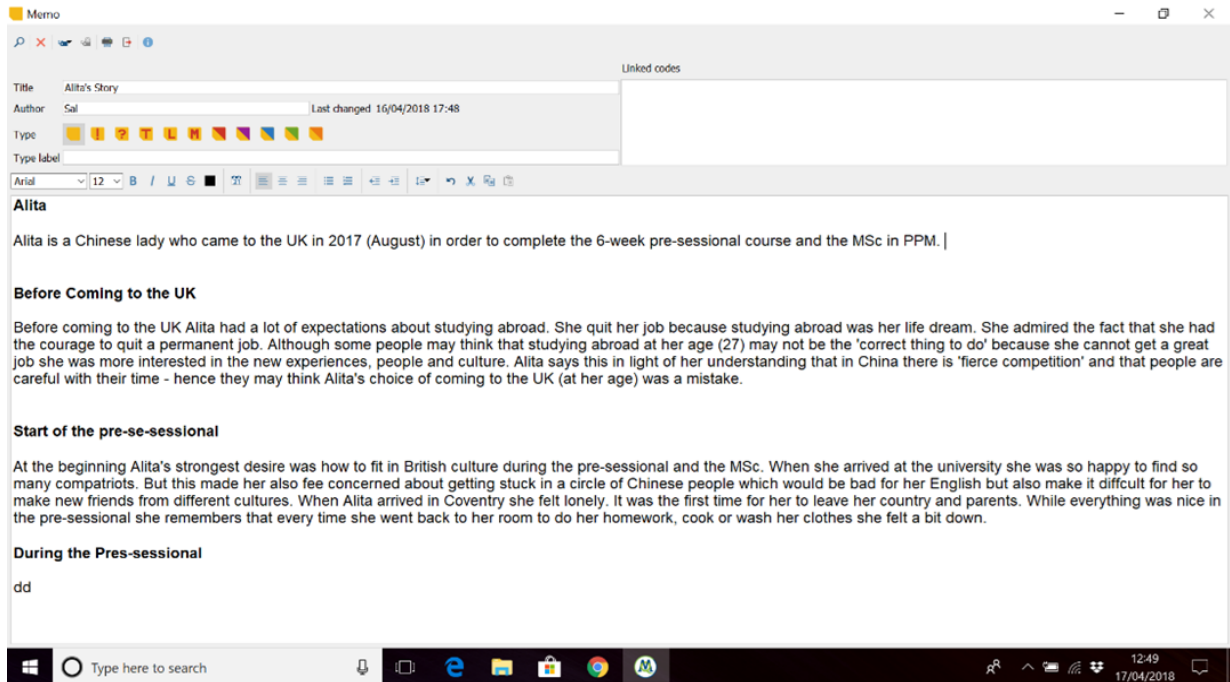 Memo
Linked codes
Title Alita's Story
Author Sal Last changed 16/04/2018 17:48
Type ! ? T L M
Type label
Arial 12 B I U S
Alita
Alita is a Chinese lady who came to the UK in 2017 (August) in order to complete the 6-week pre-sessional course and the MSc in PPM.
Before Coming to the UK
Before coming to the UK Alita had a lot of expectations about studying abroad. She quit her job because studying abroad was her life dream. She admired the fact that she had
the courage to quit a permanent job. Although some people may think that studying abroad at her age (27) may not be the 'correct thing to do' because she cannot get a great
job she was more interested in the new experiences, people and culture. Alita says this in light of her understanding that in China there is 'fierce competition' and that people are
careful with their time - hence they may think Alita's choice of coming to the UK (at her age) was a mistake.
Start of the pre-se-sessional
At the beginning Alita's strongest desire was how to fit in British culture during the pre-sessional and the MSc. When she arrived at the university she was so happy to find so
many compatriots. But this made her also fee concerned about getting stuck in a circle of Chinese people which would be bad for her English but also make it diffcult for her to
make new friends from different cultures. When Alita arrived in Coventry she felt lonely. It was the first time for her to leave her country and parents. While everything was nice in
the pre-sessional she remembers that every time she went back to her room to do her homework, cook or wash her clothes she felt a bit down.
During the Pres-sessional
dd
Type here to search
12:49
17/04/2018